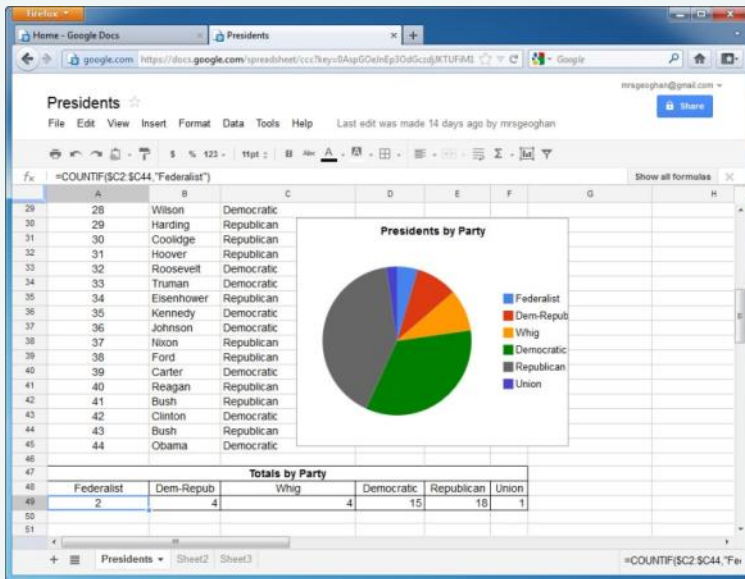 Firefox
Home - Google Docs
Presidents
google.com
Google
mrsgeoghan@gmail.com
Presidents
Share
File Edit View Insert Format Data Tools Help Last edit was made 14 days ago by mrsgeoghan
$ % 123 11pt B Abc A Σ
fx =COUNTIF($C2:$C44,"Federalist") Show all formulas
A B C D E F G H
29 28 Wilson Democratic
30 29 Harding Republican
31 30 Coolidge Republican
32 31 Hoover Republican
33 32 Roosevelt Democratic
34 33 Truman Democratic
35 34 Eisenhower Republican
36 35 Kennedy Democratic
37 36 Johnson Democratic
38 37 Nixon Republican
39 38 Ford Republican
40 39 Carter Democratic
41 40 Reagan Republican
42 41 Bush Republican
43 42 Clinton Democratic
44 43 Bush Republican
45 44 Obama Democratic
Presidents by Party
Federalist
Dem-Repub
Whig
Democratic
Republican
Union
46
47 Totals by Party
48 Federalist Dem-Repub Whig Democratic Republican Union
49 2 4 4 15 18 1
50
51
Presidents Sheet2 Sheet3 =COUNTIF($C2:$C44,"Fe